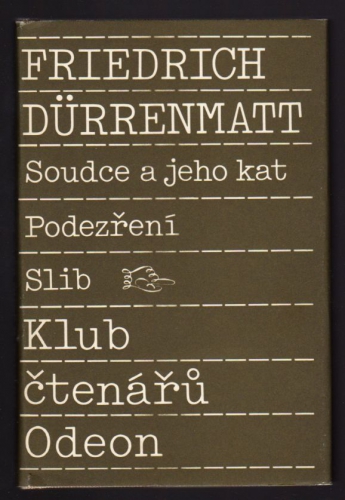 FRIEDRICH
DÜRRENMATT
Soudce a jeho kat
Podezření
Slib
Klub
čtenářů
Odeon